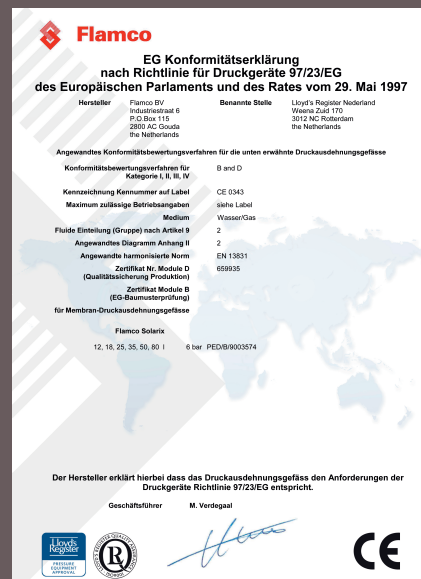 Flamco
EG Konformitätserklärung
nach Richtlinie für Druckgeräte 97/23/EG
des Europäischen Parlaments und des Rates vom 29. Mai 1997
Hersteller Flamco BV Benannte Stelle Lloyd's Register Nederland
Industriestraat 6 Weena Zuid 170
P.O.Box 115 3012 NC Rotterdam
2800 AC Gouda the Netherlands
the Netherlands
Angewandtes Konformitätsbewertungsverfahren für die unten erwähnte Druckausdehnungsgefässe
Konformitätsbewertungsverfahren für B and D
Kategorie I, II, III, IV
Kennzeichnung Kennummer auf Label CE 0343
Maximum zulässige Betriebsangaben siehe Label
Medium Wasser/Gas
Fluide Einteilung (Gruppe) nach Artikel 9 2
Angewandtes Diagramm Anhang II 2
Angewandte harmonisierte Norm EN 13831
Zertifikat Nr. Module D 659935
(Qualitätssicherung Produktion)
Zertifikat Module B
(EG-Baumusterprüfung)
für Membran-Druckausdehnungsgefässe
Flamco Solarix
12, 18, 25, 35, 50, 80 l 6 bar PED/B/9003574
Der Hersteller erklärt hierbei dass das Druckausdehnungsgefäss den Anforderungen der
Druckgeräte Richtlinie 97/23/EG entspricht.
Geschäftsführer M. Verdegaal
Lloyd's
Register
PRESSURE
EQUIPMENT
APPROVAL
LRQA
CE